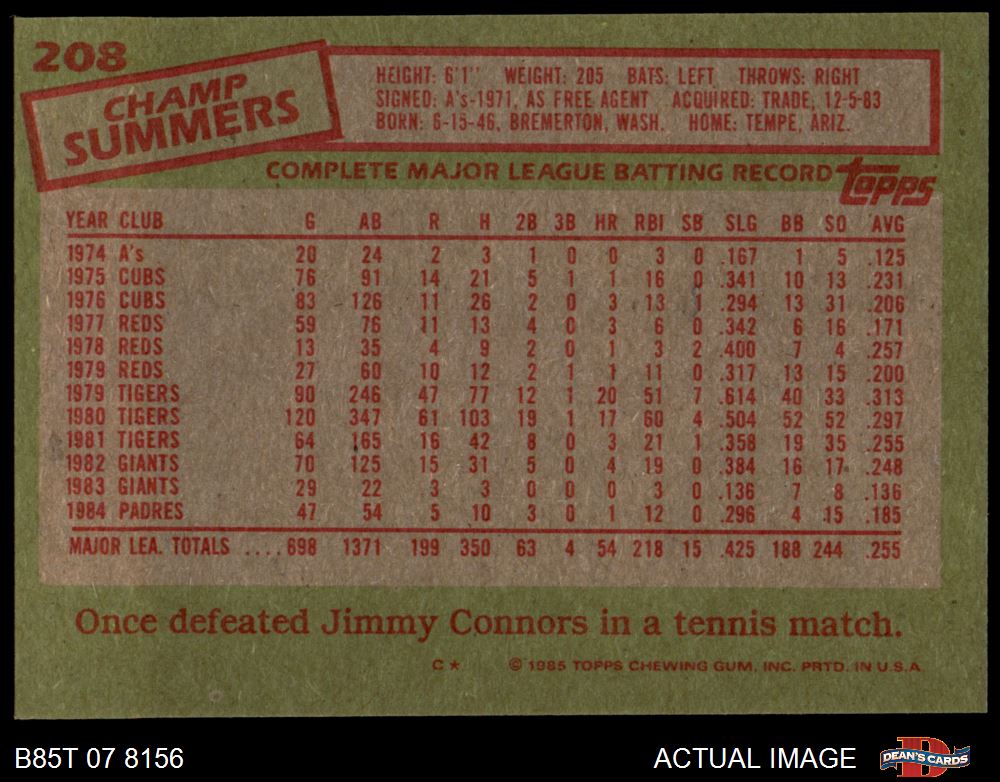 208
CHAMP
SUMMERS
HEIGHT: 6'1" WEIGHT: 205 BATS: LEFT THROWS: RIGHT
SIGNED: A's-1971, AS FREE AGENT ACQUIRED: TRADE, 12-5-83
BORN: 6-15-46, BREMERTON, WASH. HOME: TEMPE, ARIZ.
COMPLETE MAJOR LEAGUE BATTING RECORD topps
YEAR CLUB G AB R H 2B 3B HR RBI SB SLG BB SO AVG
1974 A's 20 24 2 3 1 0 0 3 0 .167 1 5 .125
1975 CUBS 76 91 14 21 5 1 1 16 0 .341 10 13 .231
1976 CUBS 83 126 11 26 2 0 3 13 1 .294 13 31 .206
1977 REDS 59 76 11 13 4 0 3 6 0 .342 6 16 .171
1978 REDS 13 35 4 9 2 0 1 3 2 .400 7 4 .257
1979 REDS 27 60 10 12 2 1 1 11 0 .317 13 15 .200
1979 TIGERS 90 246 47 77 12 1 20 51 7 .614 40 33 .313
1980 TIGERS 120 347 61 103 19 1 17 60 4 .504 52 52 .297
1981 TIGERS 64 165 16 42 8 0 3 21 1 .358 19 35 .255
1982 GIANTS 70 125 15 31 5 0 4 19 0 .384 16 17 .248
1983 GIANTS 29 22 3 3 0 0 0 3 0 .136 7 8 .136
1984 PADRES 47 54 5 10 3 0 1 12 0 .296 4 15 .185
MAJOR LEA. TOTALS ....698 1371 199 350 63 4 54 218 15 .425 188 244 .255
Once defeated Jimmy Connors in a tennis match.
C★ © 1985 TOPPS CHEWING GUM, INC. PRTD. IN U.S.A.
B85T 07 8156 ACTUAL IMAGE D DEAN'S CARDS